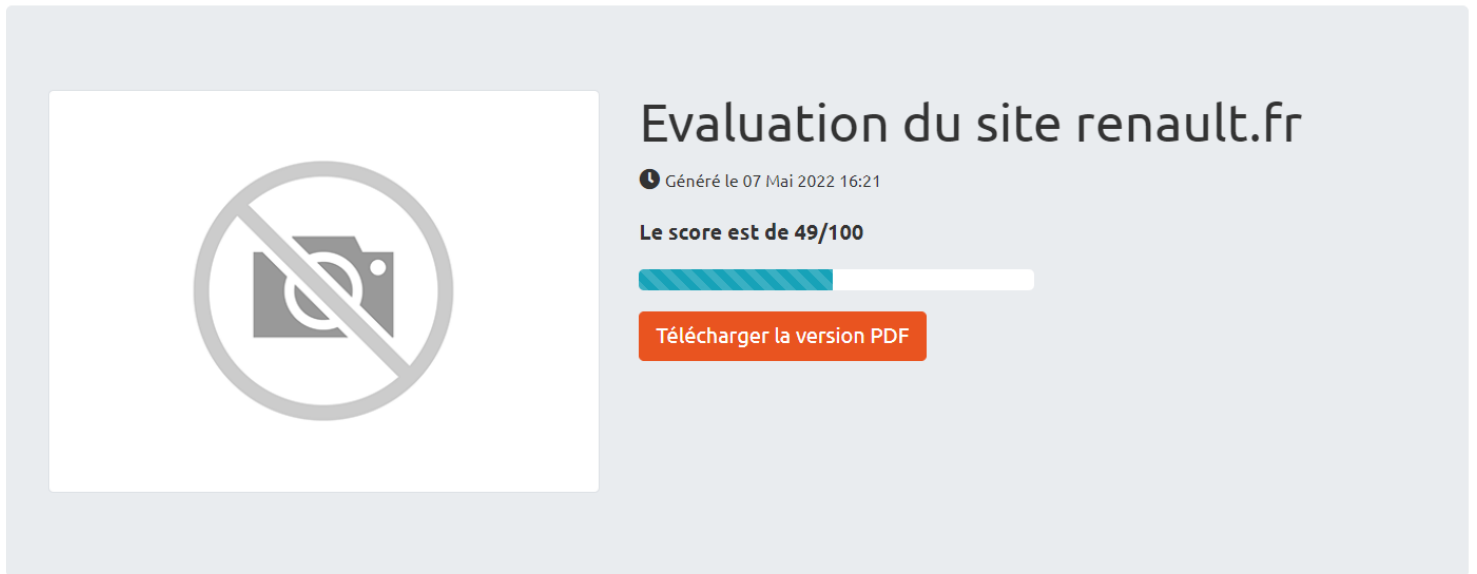 Evaluation du site renault.fr
Généré le 07 Mai 2022 16:21
Le score est de 49/100
Télécharger la version PDF